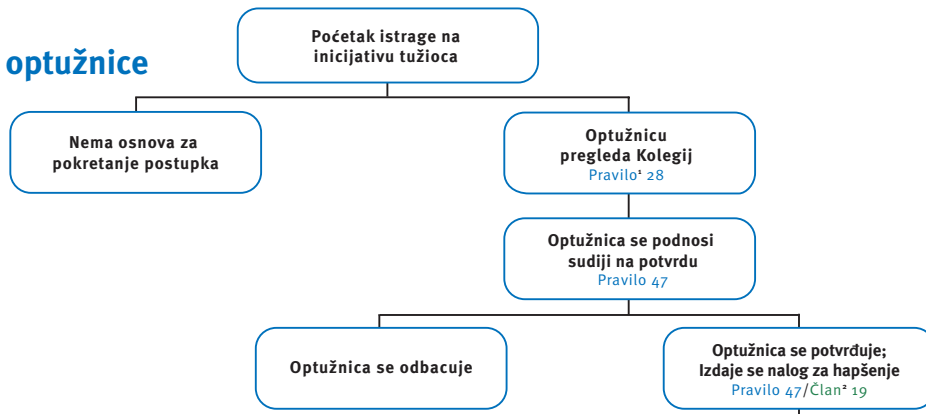 optužnice
Poćetak istrage na
inicijativu tužioca
Nema osnova za
pokretanje postupka
Optužnicu
pregleda Kolegij
Pravilo¹ 28
Optužnica se podnosi
sudiji na potvrdu
Pravilo 47
Optužnica se odbacuje
Optužnica se potvrđuje;
Izdaje se nalog za hapšenje
Pravilo 47/Član² 19